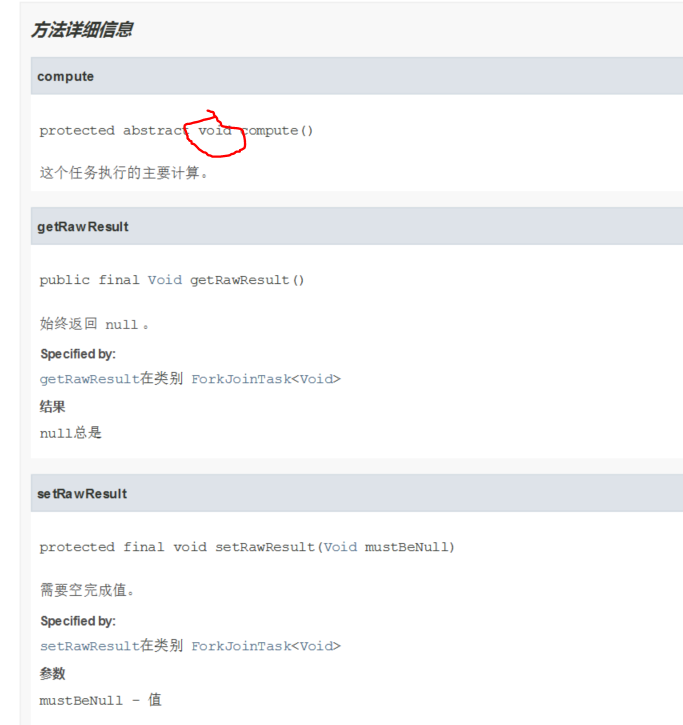 方法详细信息
compute
protected abstract void compute()
这个任务执行的主要计算。
getRawResult
public final Void getRawResult()
始终返回 null 。
Specified by:
getRawResult在类别 ForkJoinTask<Void>
结果
null总是
setRawResult
protected final void setRawResult(Void mustBeNull)
需要空完成值。
Specified by:
setRawResult在类别 ForkJoinTask<Void>
参数
mustBeNull - 值